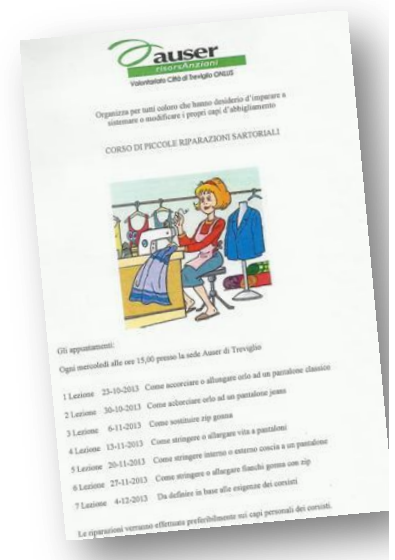 auser
risorsAnziani
Volontariato Città di Treviglio ONLUS
Organizza per tutti coloro che hanno desiderio d'imparare a
sistemare o modificare i propri capi d'abbigliamento
CORSO DI PICCOLE RIPARAZIONI SARTORIALI
Gli appuntamenti:
Ogni mercoledì alle ore 15,00 presso la sede Auser di Treviglio
1 Lezione 23-10-2013 Come accorciare o allungare orlo ad un pantalone classico
2 Lezione 30-10-2013 Come accorciare orlo ad un pantalone jeans
3 Lezione 6-11-2013 Come sostituire zip gonna
4 Lezione 13-11-2013 Come stringere o allargare vita a pantaloni
5 Lezione 20-11-2013 Come stringere interno o esterno coscia a un pantalone
6 Lezione 27-11-2013 Come stringere o allargare fianchi gonna con zip
7 Lezione 4-12-2013 Da definire in base alle esigenze dei corsisti
Le riparazioni verranno effettuate preferibilmente sui capi personali dei corsisti.